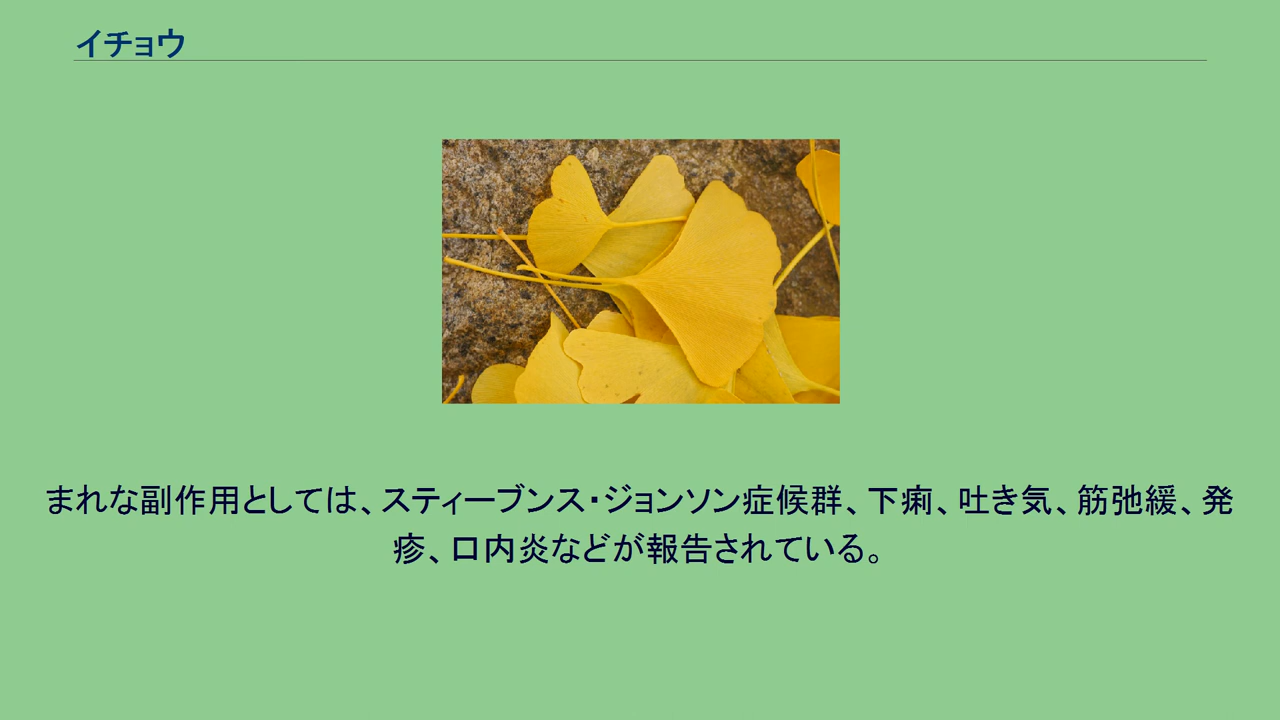 イチョウ
まれな副作用としては、スティーブンス・ジョンソン症候群、下痢、吐き気、筋弛緩、発
疹、口内炎などが報告されている。